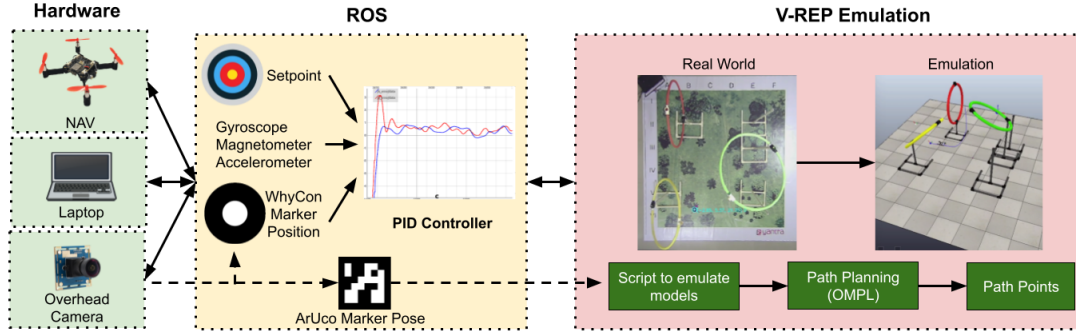 Hardware
ROS
V-REP Emulation
NAV
Laptop
Overhead
Camera
Setpoint
Gyroscope
Magnetometer
Accelerometer
WhyCon
Marker
Position
PID Controller
ArUco Marker Pose
Real World
Emulation
A B C D E F
Script to emulate
models
Path Planning
(OMPL)
Path Points